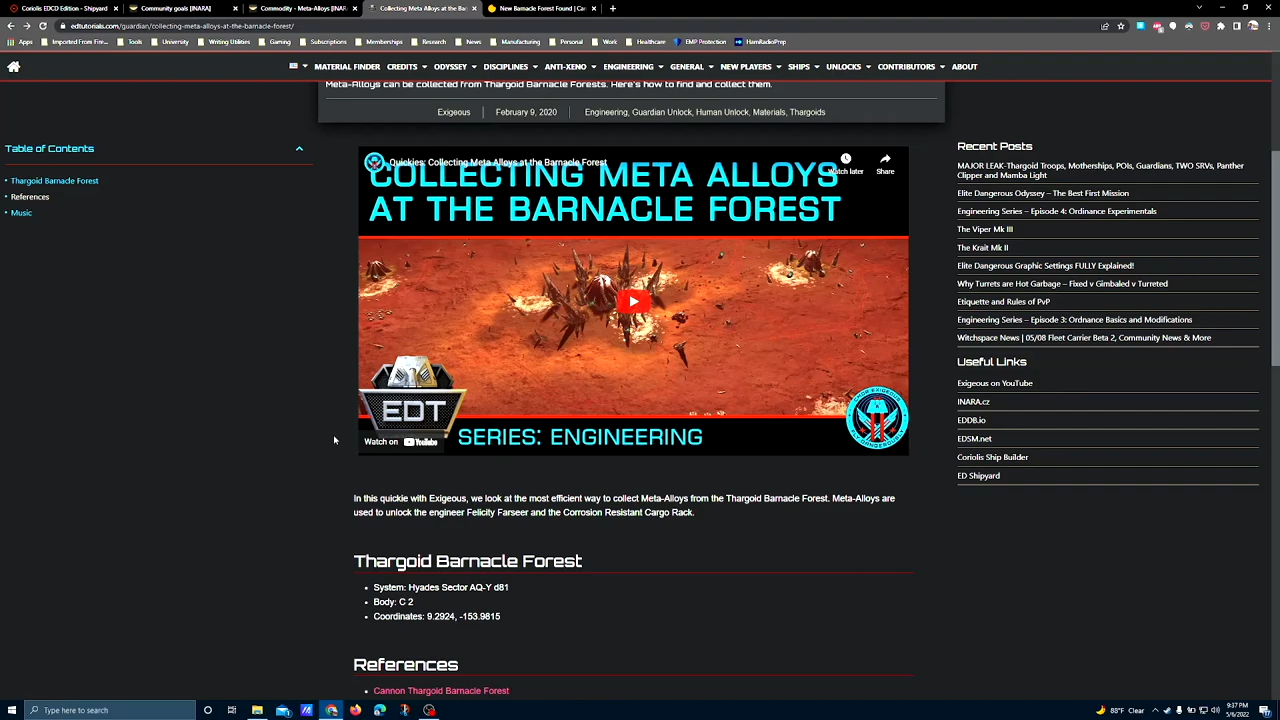 Coriolis EDCD Edition - Shipyard
Community goals [INARA]
Commodity - Meta-Alloys [INARA
Collecting Meta Alloys at the Ba
New Barnacle Forest Found | Can
edtutorials.com/guardian/collecting-meta-alloys-at-the-barnacle-forest/
Apps Imported From Fire... Tools University Writing Utilities Gaming Subscriptions Memberships Research News Manufacturing Personal Work Healthcare EMP Protection HamRadioPrep
MATERIAL FINDER CREDITS ODYSSEY DISCIPLINES ANTI-XENO ENGINEERING GENERAL NEW PLAYERS SHIPS UNLOCKS CONTRIBUTORS ABOUT
Meta-Alloys can be collected from Thargoid Barnacle Forests. Here's how to find and collect them.
Exigeous February 9, 2020 Engineering, Guardian Unlock, Human Unlock, Materials, Thargoids
Table of Contents
Thargoid Barnacle Forest
References
Music
Quickies: Collecting Meta Alloys at the Barnacle Forest
Watch later Share
COLLECTING META ALLOYS
AT THE BARNACLE FOREST
EDT
Watch on YouTube
SERIES: ENGINEERING
In this quickie with Exigeous, we look at the most efficient way to collect Meta-Alloys from the Thargoid Barnacle Forest. Meta-Alloys are
used to unlock the engineer Felicity Farseer and the Corrosion Resistant Cargo Rack.
Thargoid Barnacle Forest
System: Hyades Sector AQ-Y d81
Body: C 2
Coordinates: 9.2924, -153.9815
References
Cannon Thargoid Barnacle Forest
Recent Posts
MAJOR LEAK-Thargoid Troops, Motherships, POIs, Guardians, TWO SRVs, Panther
Clipper and Mamba Light
Elite Dangerous Odyssey – The Best First Mission
Engineering Series – Episode 4: Ordinance Experimentals
The Viper Mk III
The Krait Mk II
Elite Dangerous Graphic Settings FULLY Explained!
Why Turrets are Hot Garbage – Fixed v Gimbaled v Turreted
Etiquette and Rules of PvP
Engineering Series – Episode 3: Ordnance Basics and Modifications
Witchspace News | 05/08 Fleet Carrier Beta 2, Community News & More
Useful Links
Exigeous on YouTube
INARA.cz
EDDB.io
EDSM.net
Coriolis Ship Builder
ED Shipyard
Type here to search
88°F Clear
9:37 PM
5/6/2022